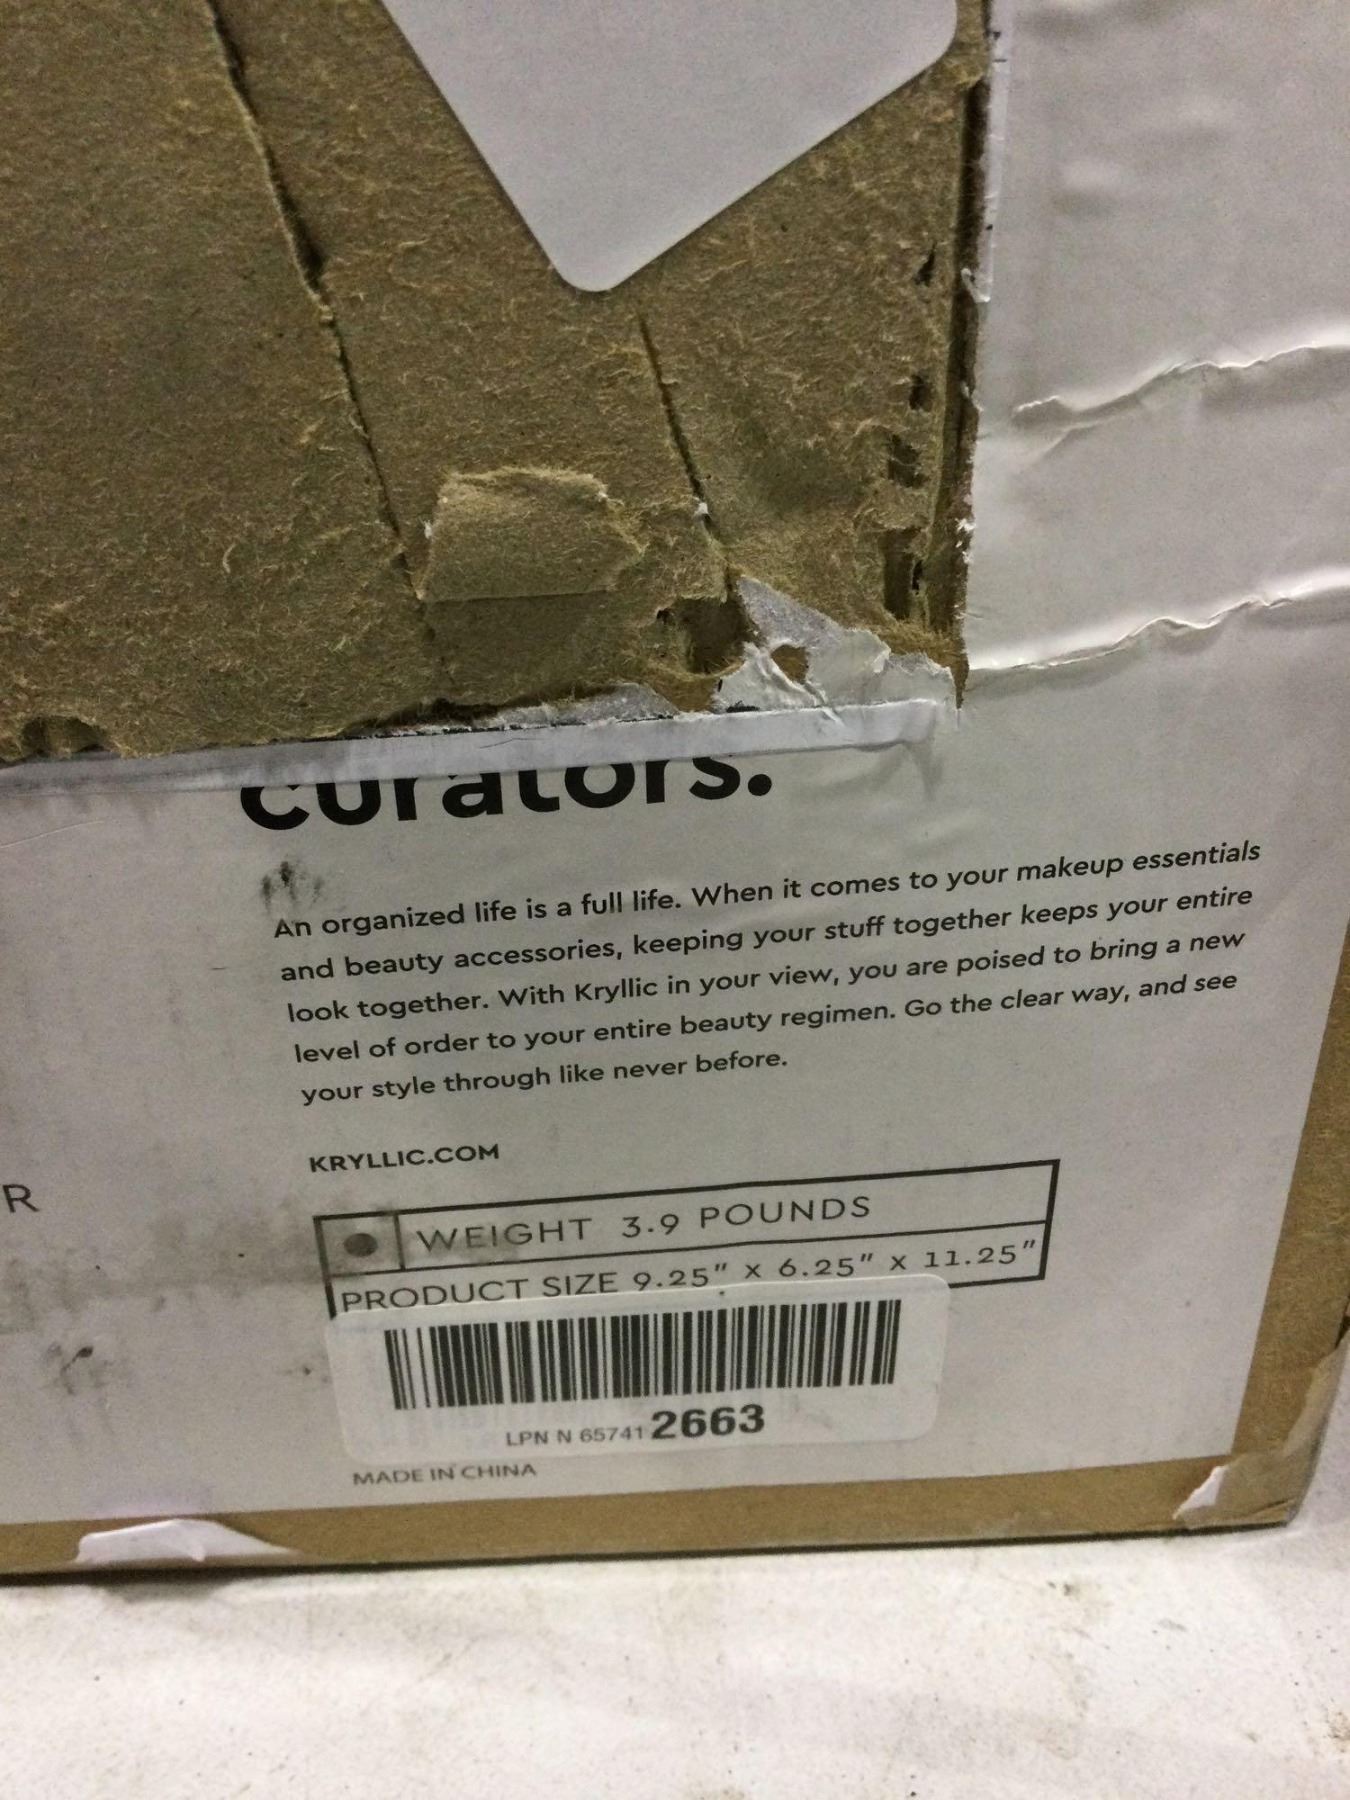 curators.
An organized life is a full life. When it comes to your makeup essentials
and beauty accessories, keeping your stuff together keeps your entire
look together. With Kryllic in your view, you are poised to bring a new
level of order to your entire beauty regimen. Go the clear way, and see
your style through like never before.
KRYLLIC.COM
R
WEIGHT 3.9 POUNDS
PRODUCT SIZE 9.25" x 6.25" x 11.25"
LPN N 65741 2663
MADE IN CHINA